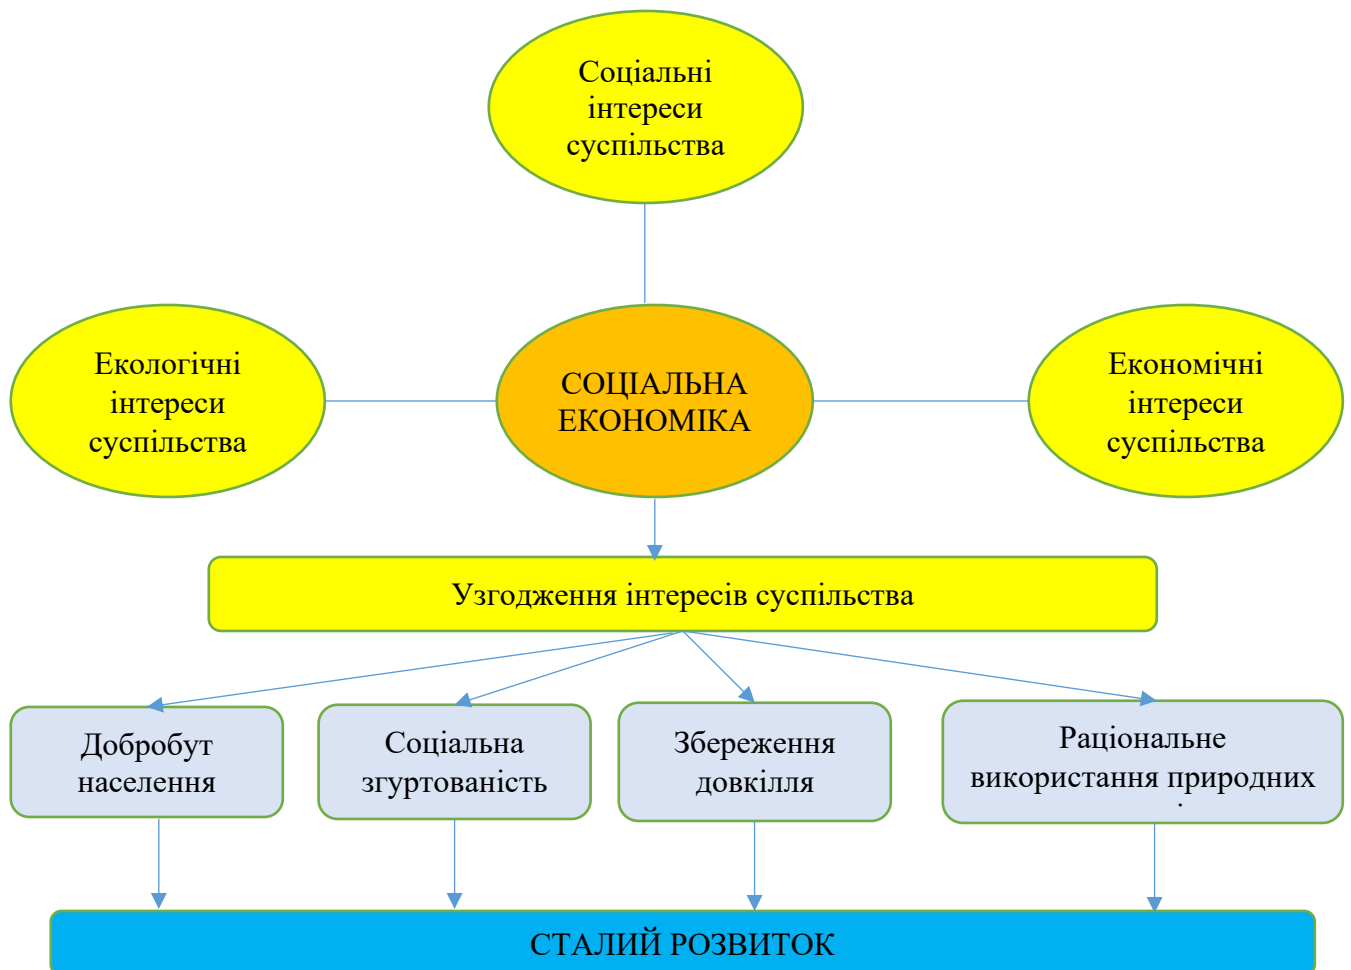 Соціальні
інтереси
суспільства
Екологічні
інтереси
суспільства
СОЦІАЛЬНА
ЕКОНОМІКА
Економічні
інтереси
суспільства
Узгодження інтересів суспільства
Добробут
населення
Соціальна
згуртованість
Збереження
довкілля
Раціональне
використання природних
СТАЛИЙ РОЗВИТОК